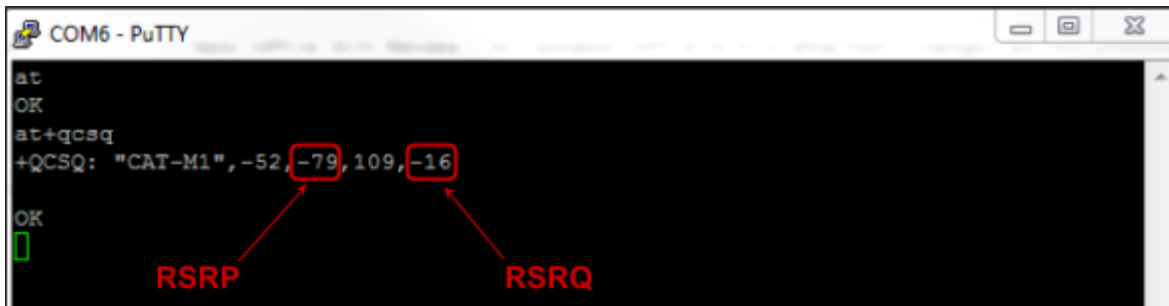 COM6 - PuTTY
at
OK
at+qcsq
+QCSQ: "CAT-M1",-52,-79,109,-16
OK
RSRP RSRQ